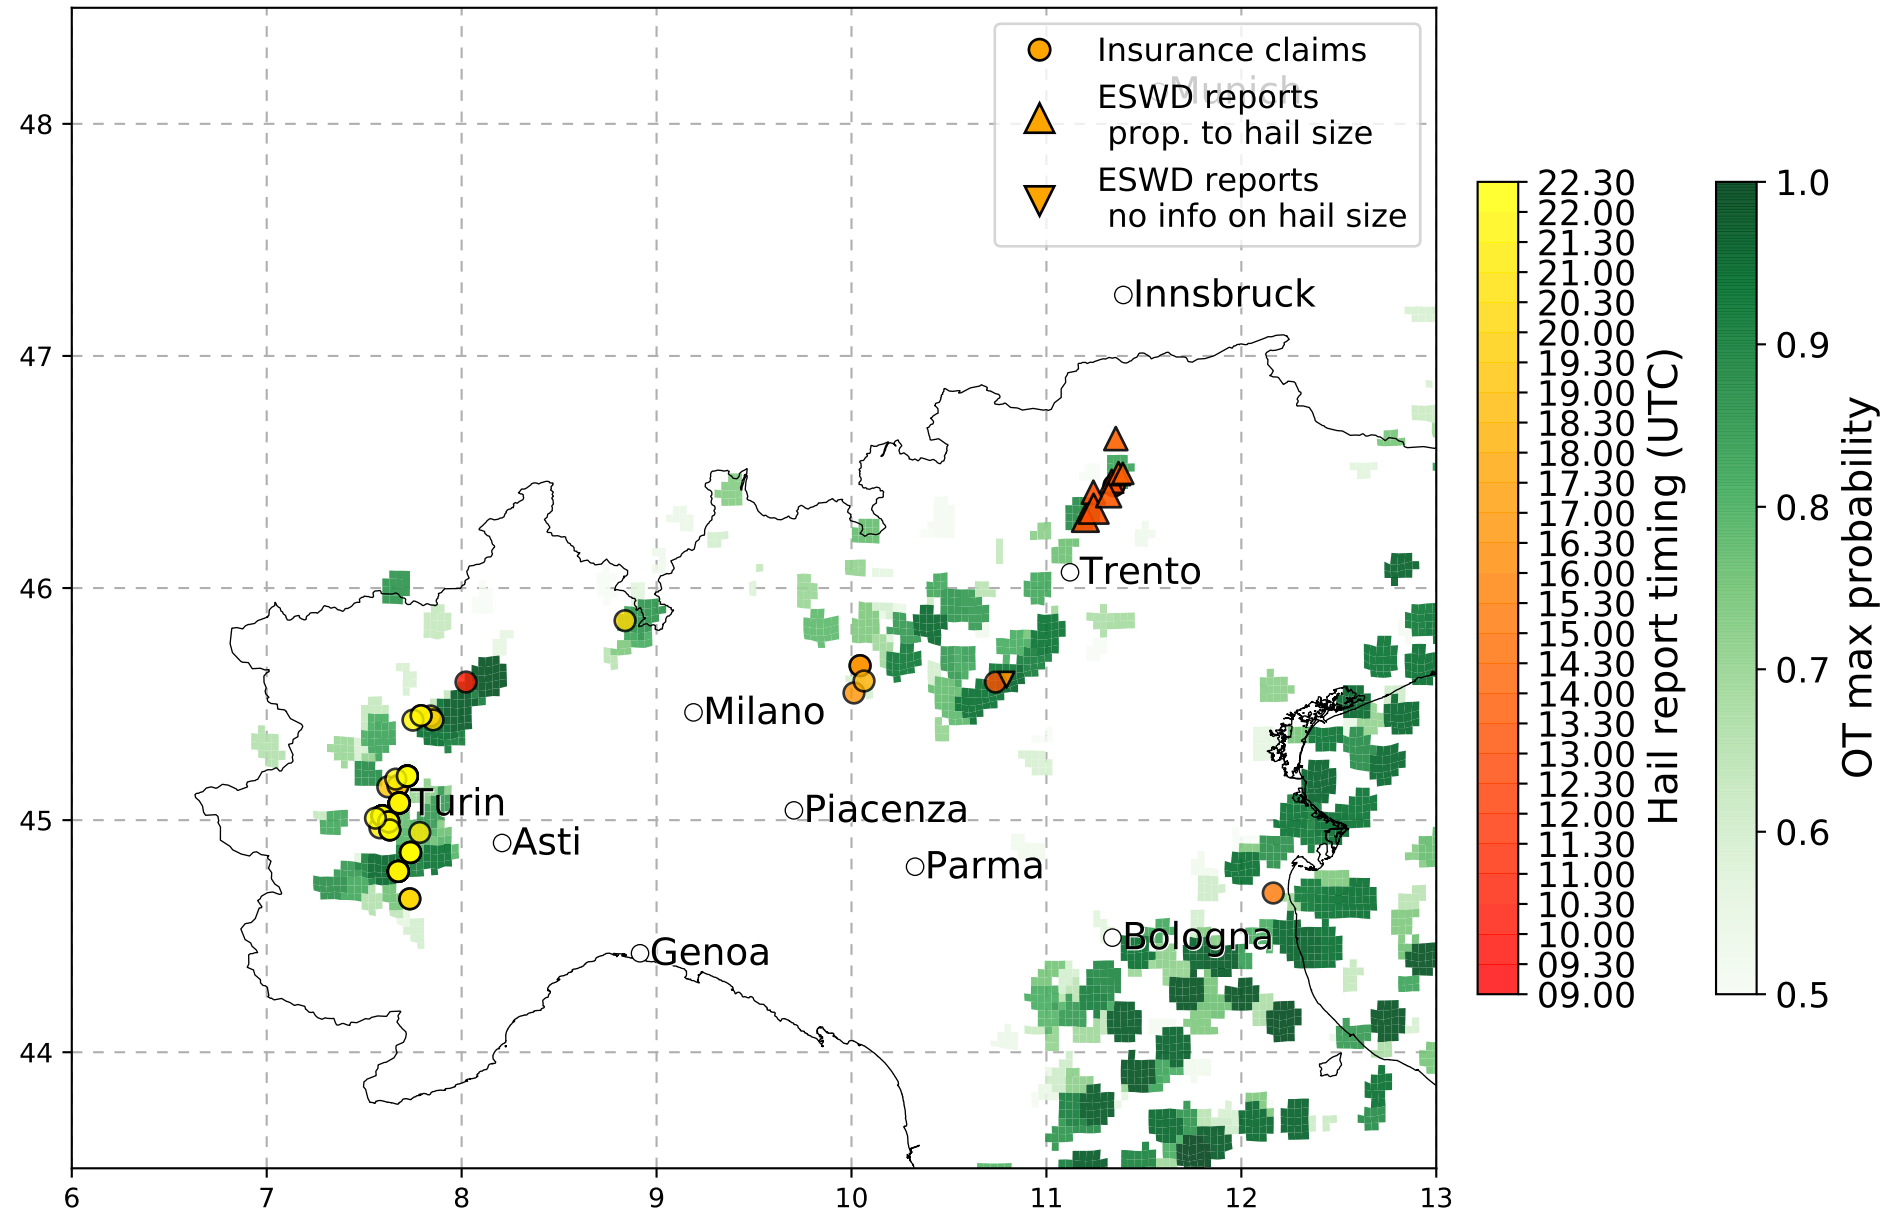 Insurance claims
Munich
ESWD reports
prop. to hail size
ESWD reports
no info on hail size
Innsbruck
Trento
Milano
Turin
Asti
Piacenza
Parma
Genoa
Bologna
48
47
46
45
44
6
7
8
9
10
11
12
13
22.30
22.00
21.30
21.00
20.30
20.00
19.30
19.00
18.30
18.00
17.30
17.00
16.30
16.00
15.30
15.00
14.30
14.00
13.30
13.00
12.30
12.00
11.30
11.00
10.30
10.00
09.30
09.00
Hail report timing (UTC)
1.0
0.9
0.8
0.7
0.6
0.5
OT max probability